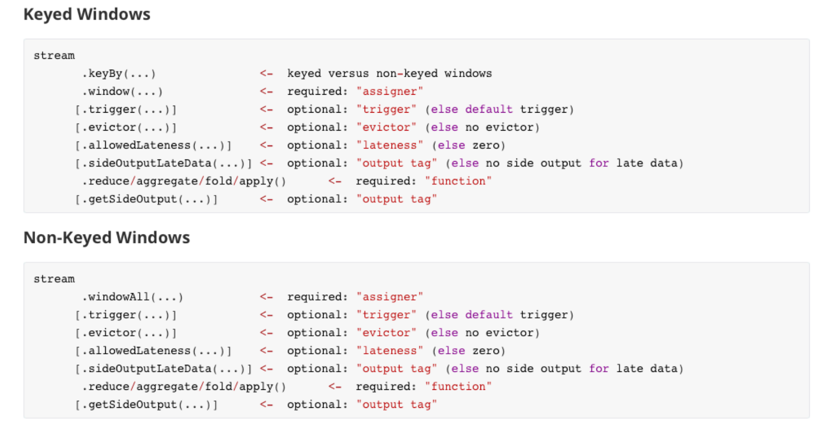 Keyed Windows
stream
       .keyBy(...)               <-  keyed versus non-keyed windows
       .window(...)              <-  required: "assigner"
      [.trigger(...)]            <-  optional: "trigger" (else default trigger)
      [.evictor(...)]            <-  optional: "evictor" (else no evictor)
      [.allowedLateness(...)]    <-  optional: "lateness" (else zero)
      [.sideOutputLateData(...)] <-  optional: "output tag" (else no side output for late data)
       .reduce/aggregate/fold/apply()      <-  required: "function"
      [.getSideOutput(...)]      <-  optional: "output tag"
Non-Keyed Windows
stream
       .windowAll(...)           <-  required: "assigner"
      [.trigger(...)]            <-  optional: "trigger" (else default trigger)
      [.evictor(...)]            <-  optional: "evictor" (else no evictor)
      [.allowedLateness(...)]    <-  optional: "lateness" (else zero)
      [.sideOutputLateData(...)] <-  optional: "output tag" (else no side output for late data)
       .reduce/aggregate/fold/apply()      <-  required: "function"
      [.getSideOutput(...)]      <-  optional: "output tag"